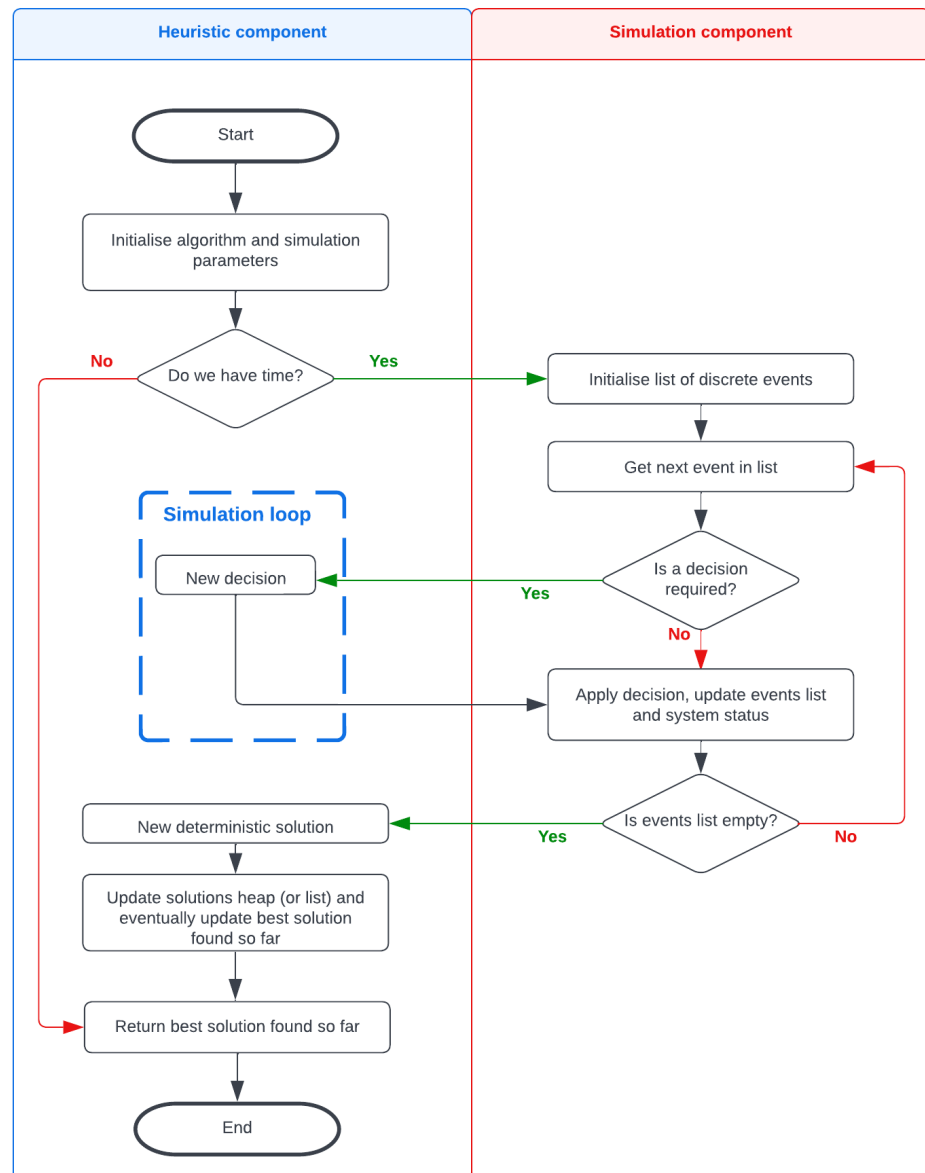 Heuristic component
Simulation component
Start
Initialise algorithm and simulation
parameters
No
Do we have time?
Yes
Initialise list of discrete events
Get next event in list
Simulation loop
New decision
Is a decision
required?
Yes
No
Apply decision, update events list
and system status
New deterministic solution
Is events list empty?
Yes
No
Update solutions heap (or list) and
eventually update best solution
found so far
Return best solution found so far
End